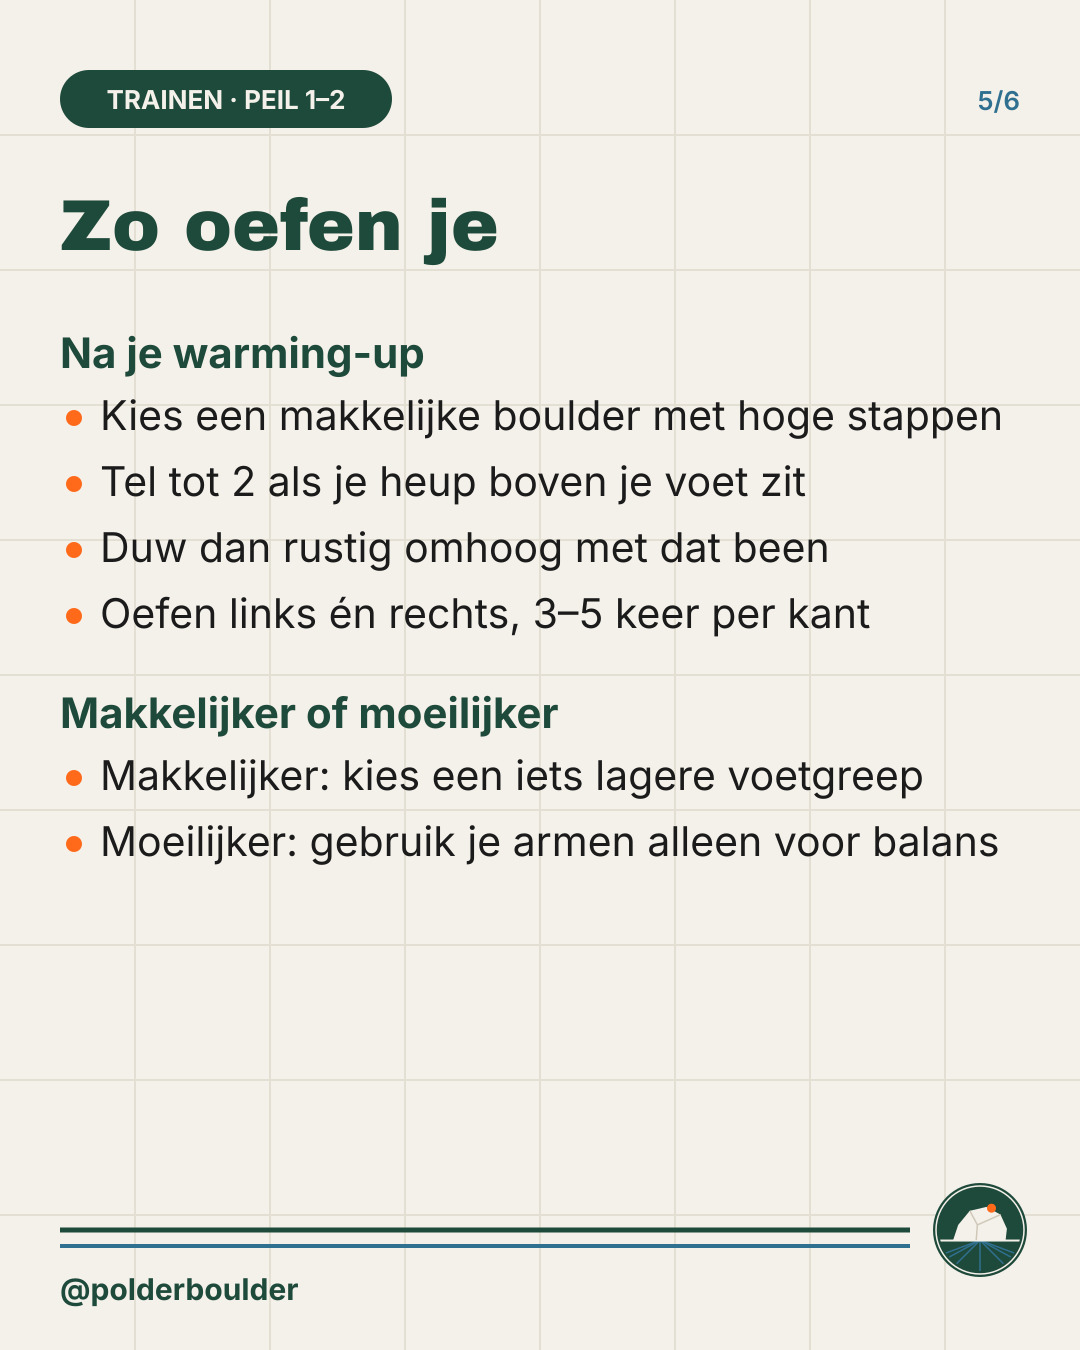 TRAINEN · PEIL 1–2
5/6
Zo oefen je
Na je warming-up
Kies een makkelijke boulder met hoge stappen
Tel tot 2 als je heup boven je voet zit
Duw dan rustig omhoog met dat been
Oefen links én rechts, 3–5 keer per kant
Makkelijker of moeilijker
Makkelijker: kies een iets lagere voetgreep
Moeilijker: gebruik je armen alleen voor balans
@polderboulder